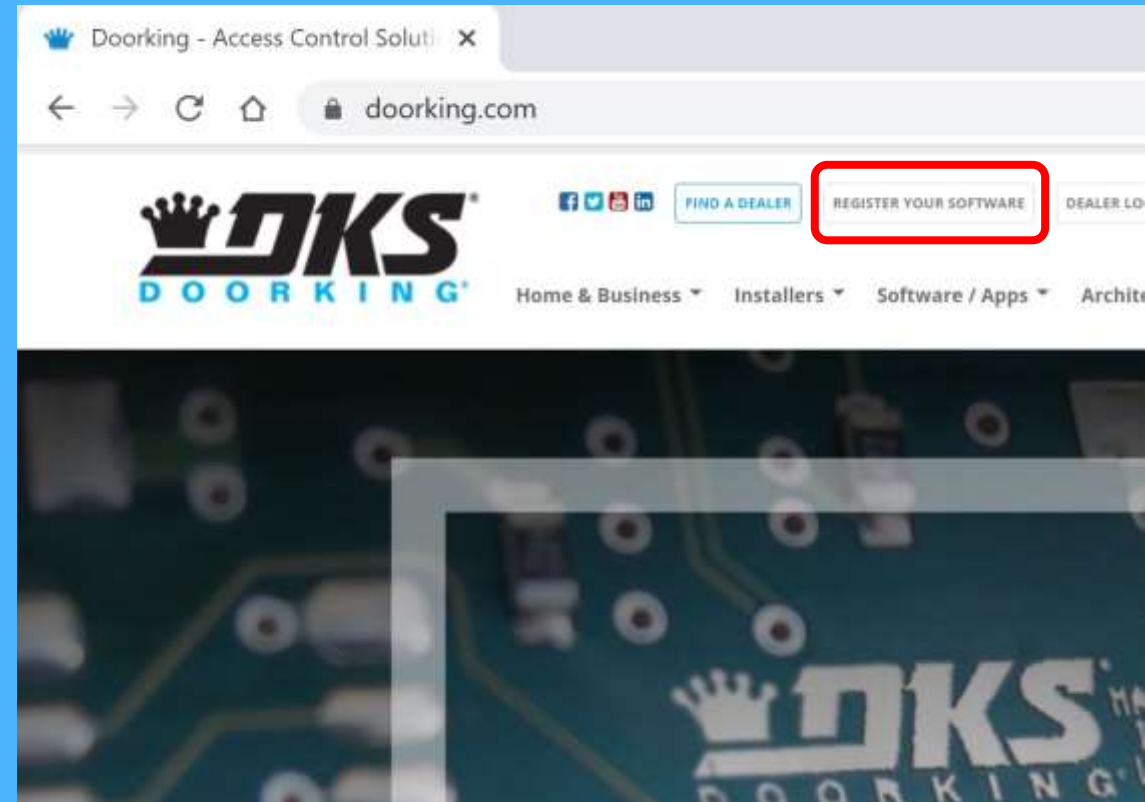 Doorking - Access Control Soluti
doorking.com
FIND A DEALER REGISTER YOUR SOFTWARE DEALER LO
DKS®
DOORKING®
Home & Business Installers Software / Apps Archite
DKS
DOORKING